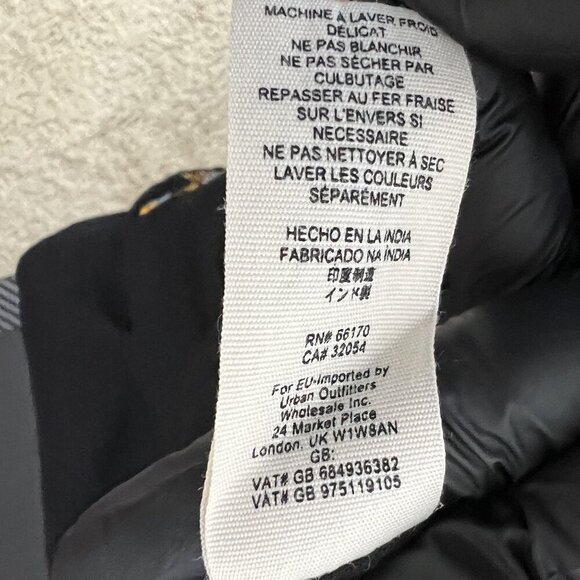 MACHINE À LAVER FROID
DÉLICAT
NE PAS BLANCHIR
NE PAS SÉCHER PAR
CULBUTAGE
REPASSER AU FER FRAISE
SUR L'ENVERS SI
NECESSAIRE
NE PAS NETTOYER À SEC
LAVER LES COULEURS
SÉPARÉMENT
HECHO EN LA INDIA
FABRICADO NA ÍNDIA
印度制造
インド製
RN# 66170
CA# 32054
For EU-Imported by
Urban Outfitters
Wholesale Inc.
24 Market Place
London, UK W1W8AN
GB:
VAT# GB 684936382
VAT# GB 975119105